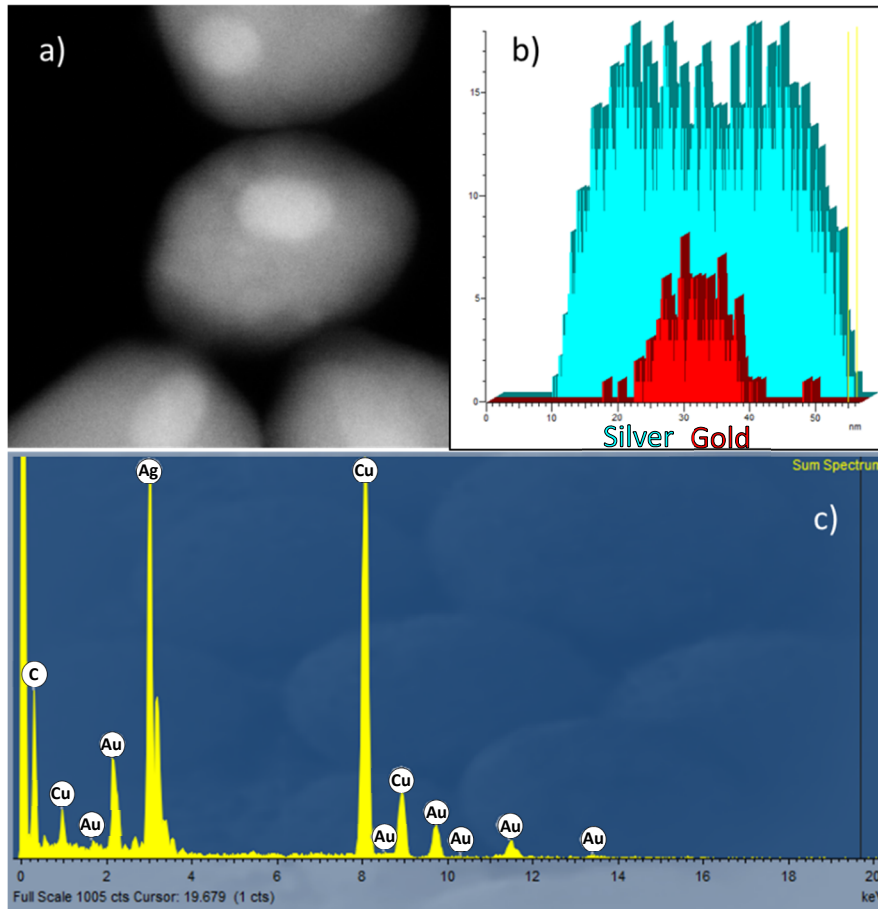 a)
b)
15
10
5
0
0 10 20 30 40 50
nm
Silver Gold
Sum Spectrum
c)
Ag
Cu
C
Au
Cu
Au
Cu
Au
Au
Au
Au
Au
0 2 4 6 8 10 12 14 16 18 20
Full Scale 1005 cts Cursor: 19.679 (1 cts)
keV